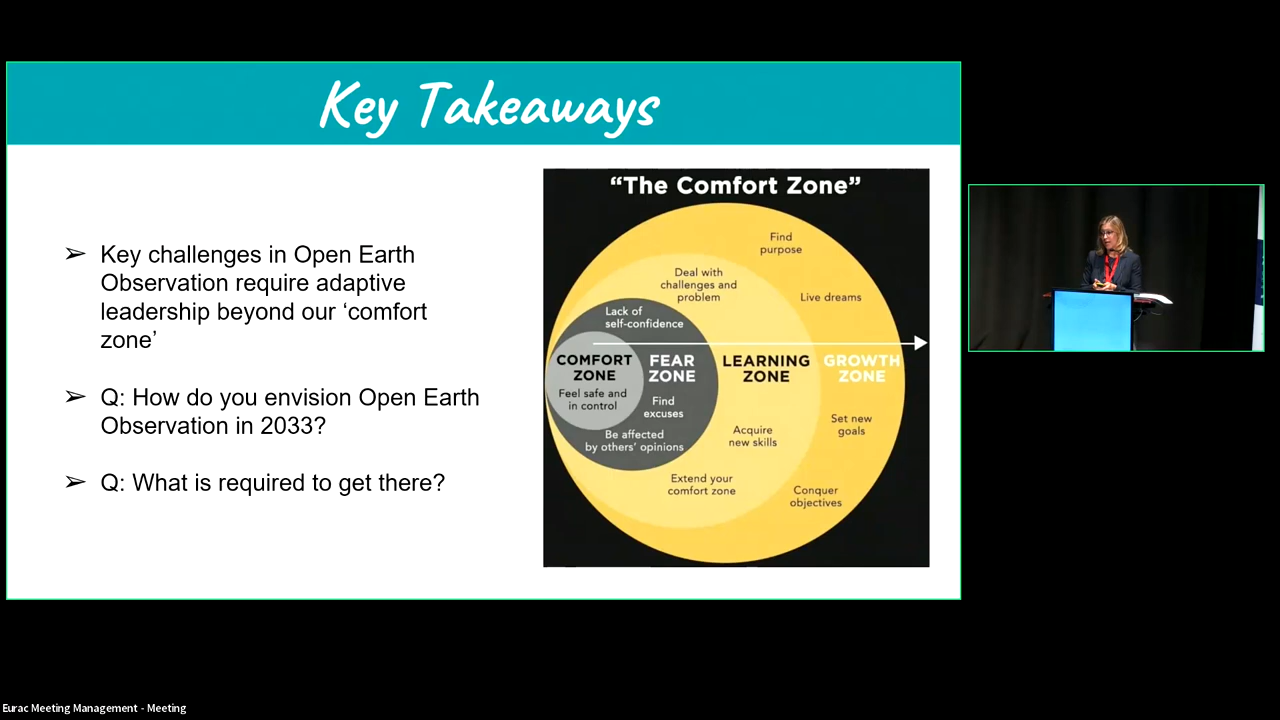 Key Takeaways
➢ Key challenges in Open Earth
Observation require adaptive
leadership beyond our ‘comfort
zone’
➢ Q: How do you envision Open Earth
Observation in 2033?
➢ Q: What is required to get there?
“The Comfort Zone”
Find
purpose
Deal with
challenges and
problem
Live dreams
Lack of
self-confidence
COMFORT
ZONE
Feel safe and
in control
FEAR
ZONE
Find
excuses
Be affected
by others’ opinions
LEARNING
ZONE
Acquire
new skills
Extend your
comfort zone
GROWTH
ZONE
Set new
goals
Conquer
objectives
Eurac Meeting Management - Meeting